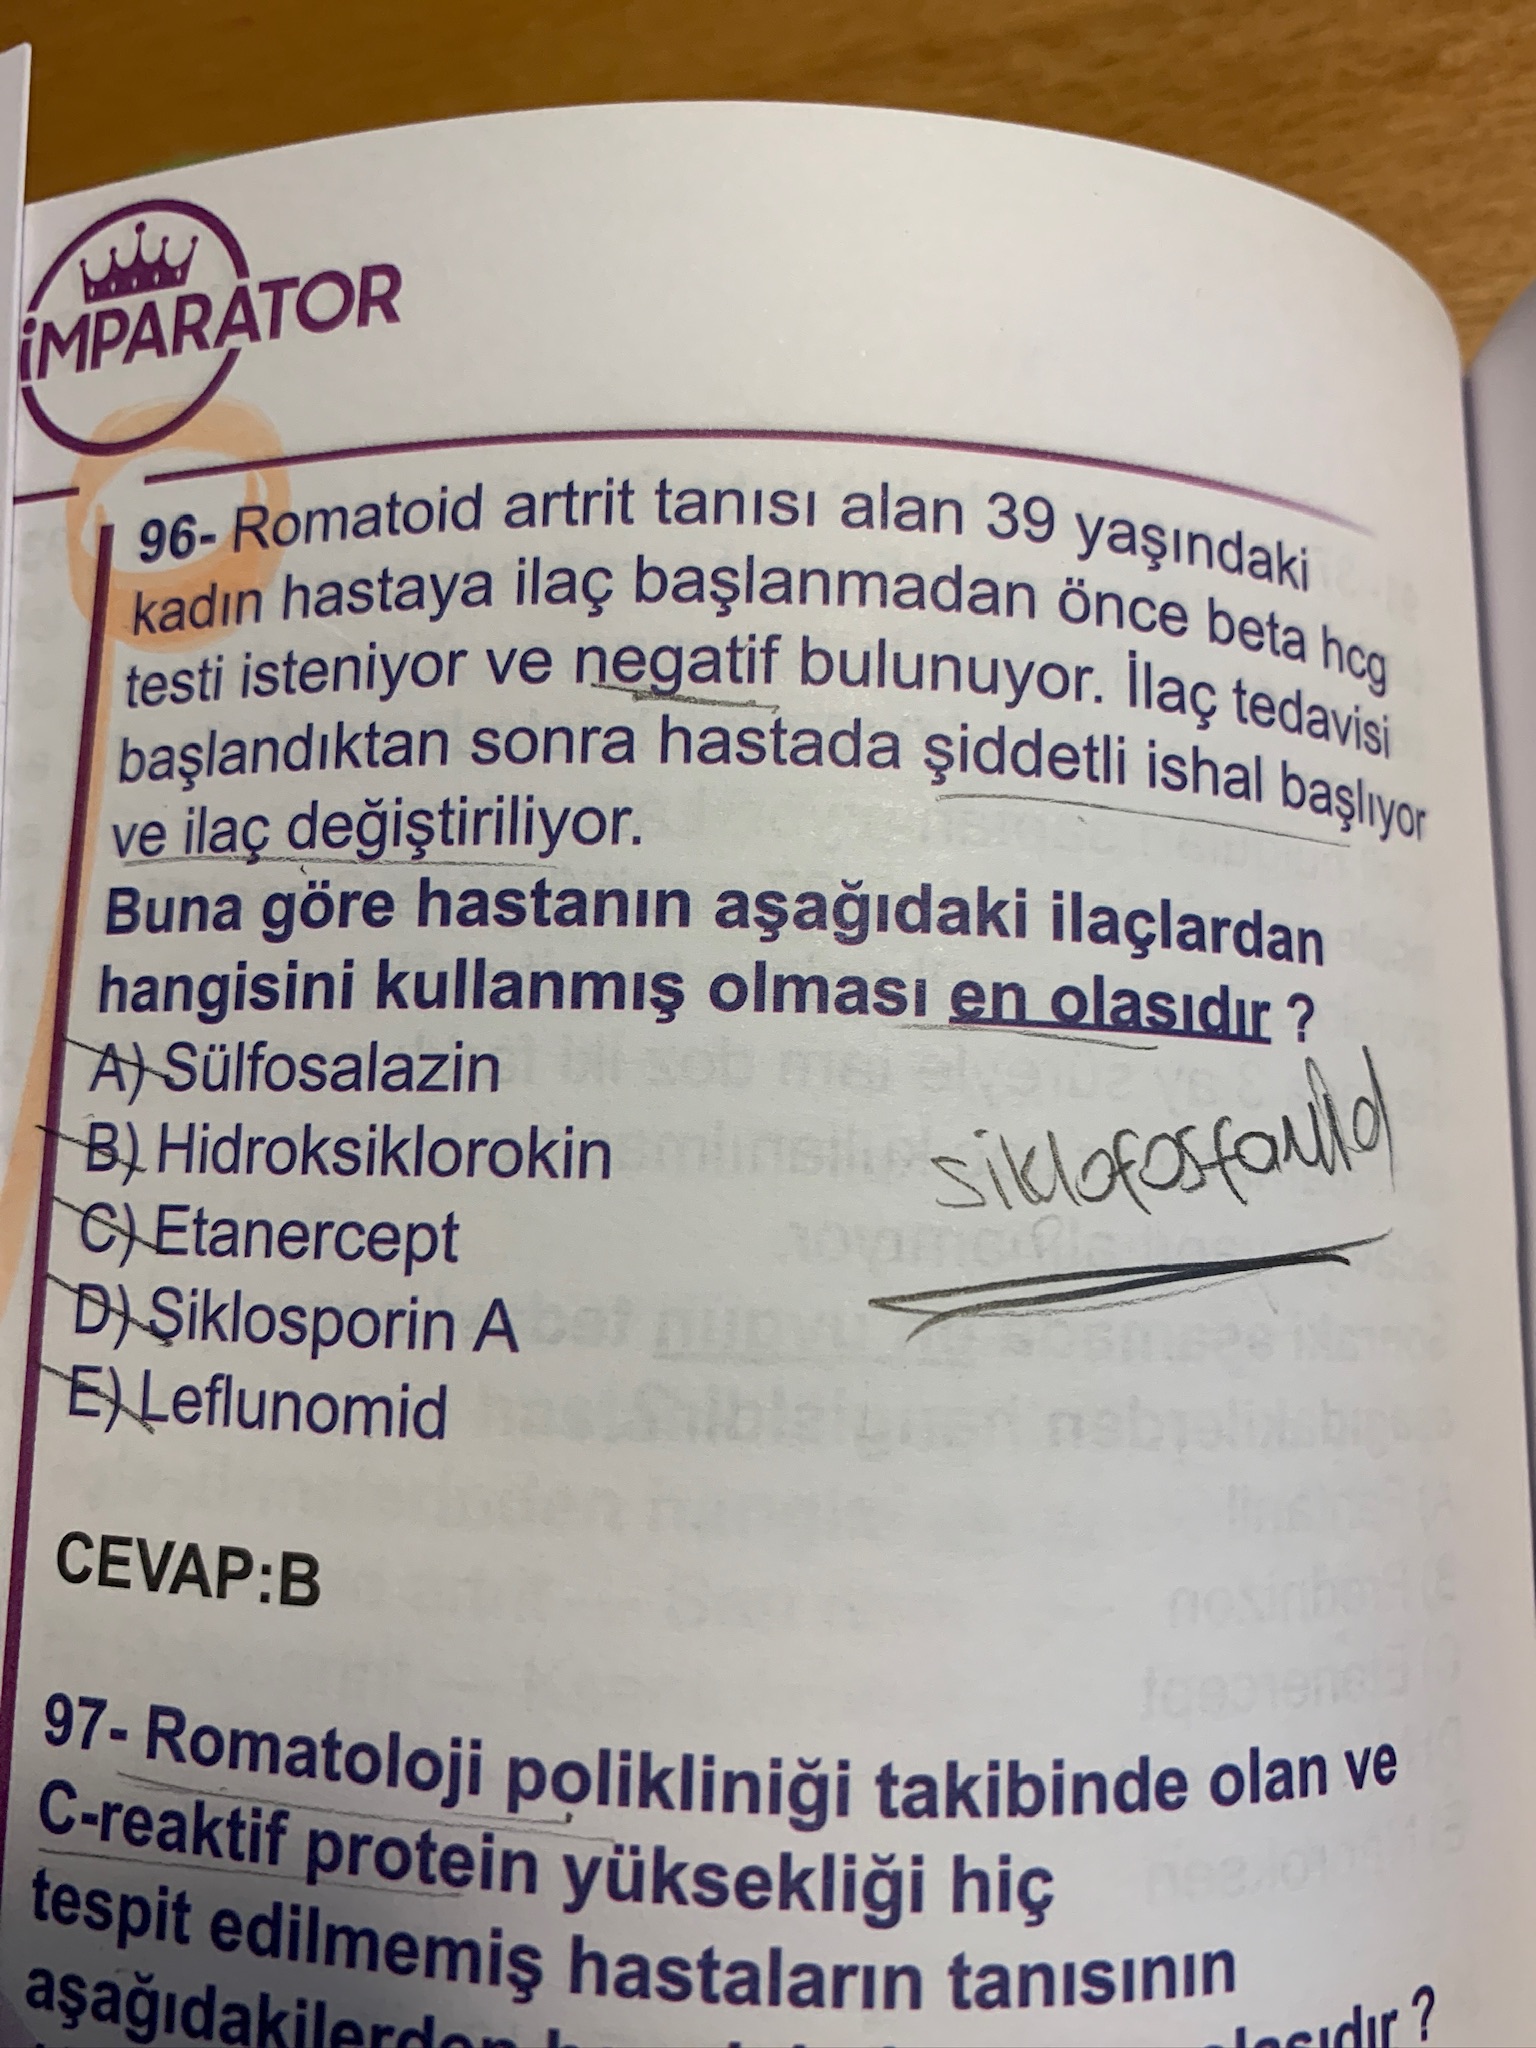 İMPARATOR
96- Romatoid artrit tanısı alan 39 yaşındaki
kadın hastaya ilaç başlanmadan önce beta hcg
testi isteniyor ve negatif bulunuyor. İlaç tedavisi
başlandıktan sonra hastada şiddetli ishal başlıyor
ve ilaç değiştiriliyor.
Buna göre hastanın aşağıdaki ilaçlardan
hangisini kullanmış olması en olasıdır ?
A) Sülfosalazin
B) Hidroksiklorokin
siklofosfamid
C) Etanercept
D) Siklosporin A
E) Leflunomid
CEVAP:B
97- Romatoloji polikliniği takibinde olan ve
C-reaktif protein yüksekliği hiç
tespit edilmemiş hastaların tanısının
aşağıdakilerden olasıdır ?